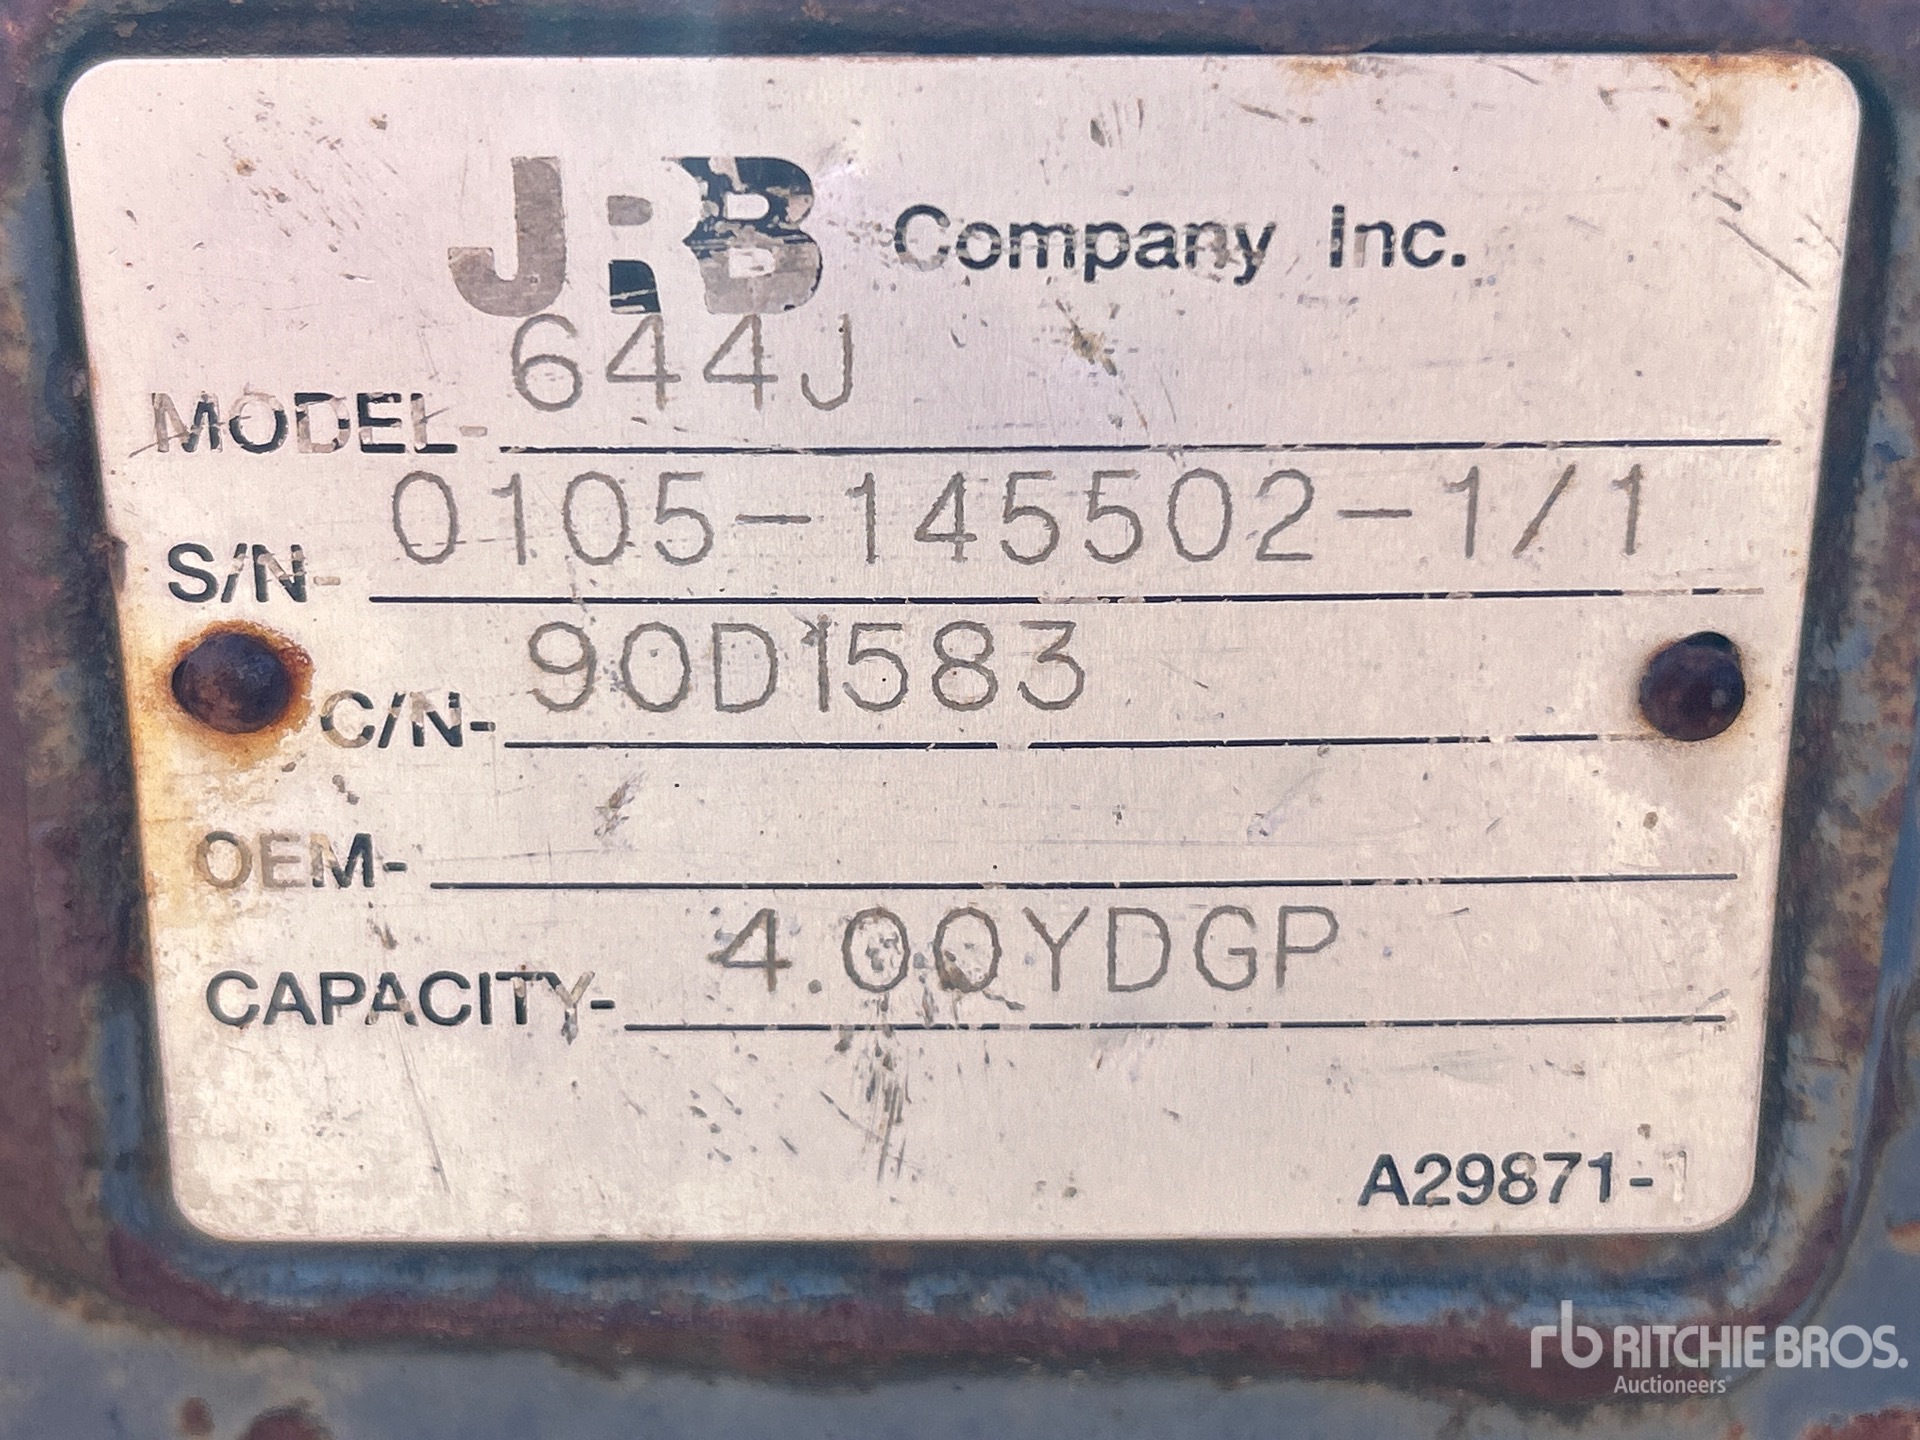 JRB Company Inc.
MODEL- 644J
S/N- 0105-145502-1/1
C/N- 90D1583
OEM-
CAPACITY- 4.00YDGP
A29871-1
rb RITCHIE BROS.
Auctioneers